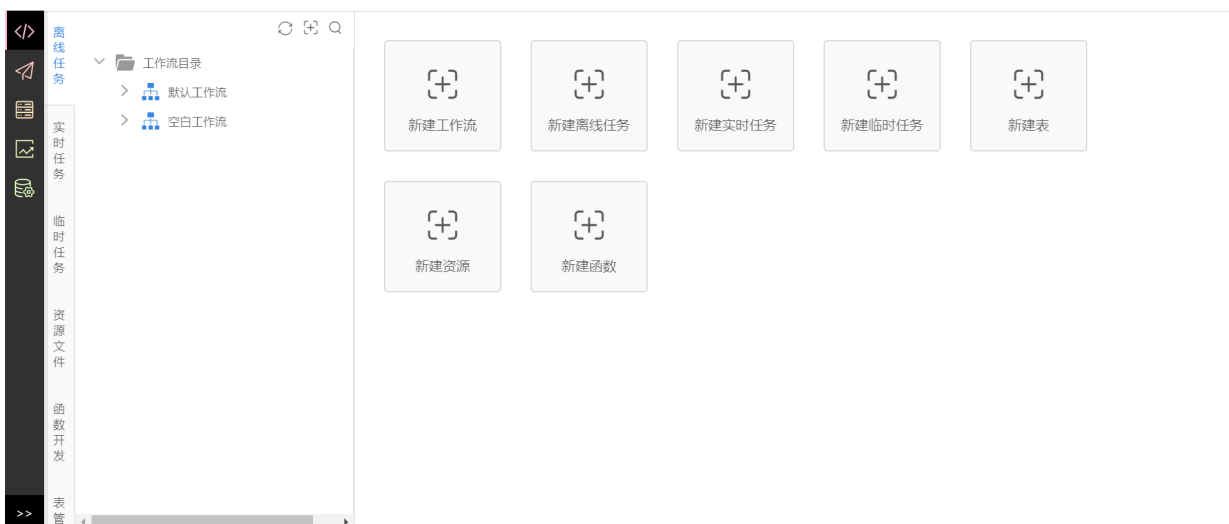 离线任务
实时任务
临时任务
资源文件
函数开发
表管
>>
工作流目录
默认工作流
空白工作流
新建工作流
新建离线任务
新建实时任务
新建临时任务
新建表
新建资源
新建函数